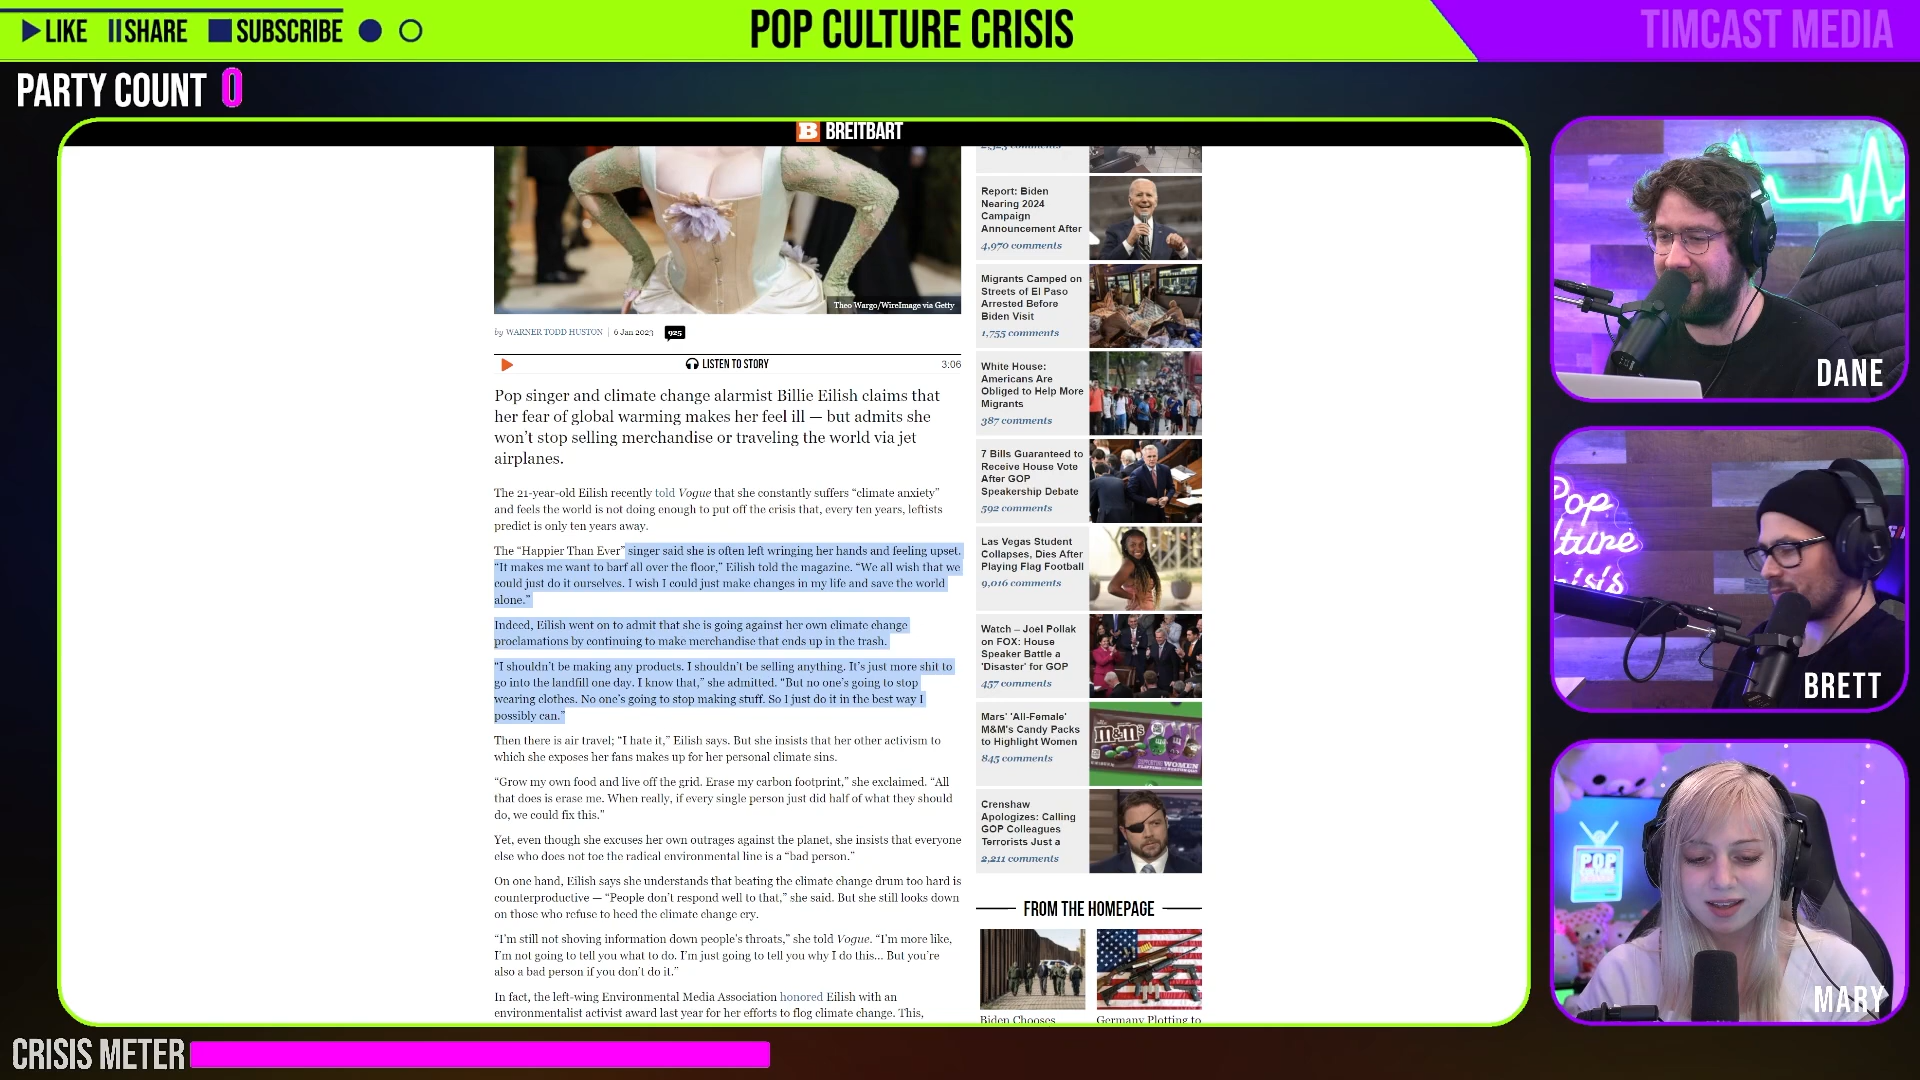 LIKE SHARE SUBSCRIBE
POP CULTURE CRISIS
TIMCAST MEDIA
PARTY COUNT 0
B BREITBART
Theo Wargo/WireImage via Getty
by WARNER TODD HUSTON | 6 Jan 2023 925
LISTEN TO STORY 3:06
Pop singer and climate change alarmist Billie Eilish claims that
her fear of global warming makes her feel ill — but admits she
won’t stop selling merchandise or traveling the world via jet
airplanes.
The 21-year-old Eilish recently told Vogue that she constantly suffers “climate anxiety”
and feels the world is not doing enough to put off the crisis that, every ten years, leftists
predict is only ten years away.
The “Happier Than Ever” singer said she is often left wringing her hands and feeling upset.
“It makes me want to barf all over the floor,” Eilish told the magazine. “We all wish that we
could just do it ourselves. I wish I could just make changes in my life and save the world
alone.”
Indeed, Eilish went on to admit that she is going against her own climate change
proclamations by continuing to make merchandise that ends up in the trash.
“I shouldn’t be making any products. I shouldn’t be selling anything. It’s just more shit to
go into the landfill one day. I know that,” she admitted. “But no one’s going to stop
wearing clothes. No one’s going to stop making stuff. So I just do it in the best way I
possibly can.”
Then there is air travel; “I hate it,” Eilish says. But she insists that her other activism to
which she exposes her fans makes up for her personal climate sins.
“Grow my own food and live off the grid. Erase my carbon footprint,” she exclaimed. “All
that does is erase me. When really, if every single person just did half of what they should
do, we could fix this.”
Yet, even though she excuses her own outrages against the planet, she insists that everyone
else who does not toe the radical environmental line is a “bad person.”
On one hand, Eilish says she understands that beating the climate change drum too hard is
counterproductive — “People don’t respond well to that,” she said. But she still looks down
on those who refuse to heed the climate change cry.
“I’m still not shoving information down people’s throats,” she told Vogue. “I’m more like,
I’m not going to tell you what to do. I’m just going to tell you why I do this… But you’re
also a bad person if you don’t do it.”
In fact, the left-wing Environmental Media Association honored Eilish with an
environmentalist activist award last year for her efforts to flog climate change. This,
Report: Biden
Nearing 2024
Campaign
Announcement After
4,970 comments
Migrants Camped on
Streets of El Paso
Arrested Before
Biden Visit
1,755 comments
White House:
Americans Are
Obliged to Help More
Migrants
387 comments
7 Bills Guaranteed to
Receive House Vote
After GOP
Speakership Debate
592 comments
Las Vegas Student
Collapses, Dies After
Playing Flag Football
9,016 comments
Watch – Joel Pollak
on FOX: House
Speaker Battle a
'Disaster' for GOP
457 comments
Mars' 'All-Female'
M&M's Candy Packs
to Highlight Women
845 comments
m&m's
WOMEN
Crenshaw
Apologizes: Calling
GOP Colleagues
Terrorists Just a
2,211 comments
FROM THE HOMEPAGE
Biden Chooses
Germany Plotting to
DANE
Pop
BRETT
POP
MARY
CRISIS METER